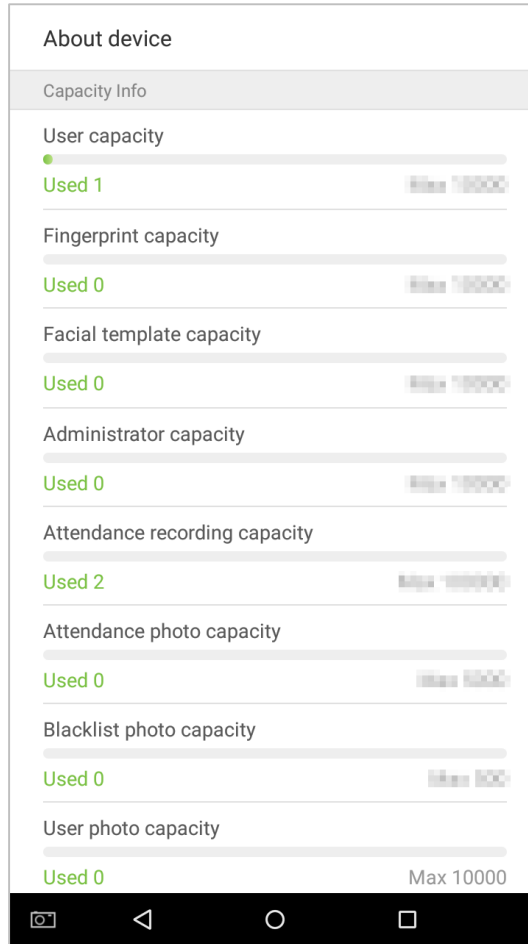 About device
Capacity Info
User capacity
Used 1
Fingerprint capacity
Used 0
Facial template capacity
Used 0
Administrator capacity
Used 0
Attendance recording capacity
Used 2
Attendance photo capacity
Used 0
Blacklist photo capacity
Used 0
User photo capacity
Used 0 Max 10000